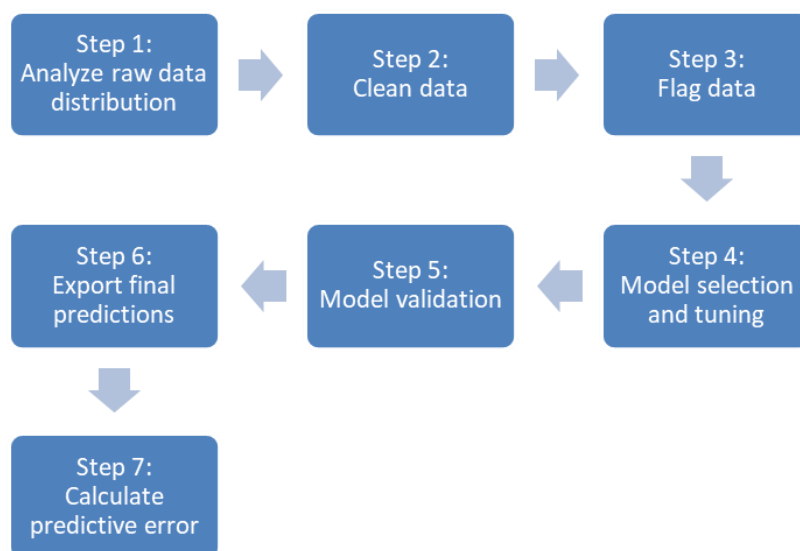 Step 1:
Analyze raw data
distribution
Step 2:
Clean data
Step 3:
Flag data
Step 4:
Model selection
and tuning
Step 5:
Model validation
Step 6:
Export final
predictions
Step 7:
Calculate
predictive error